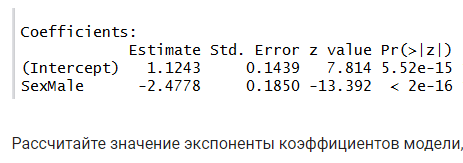 Coefficients:
Estimate Std. Error z value Pr(>|z|)
(Intercept) 1.1243 0.1439 7.814 5.52e-15
SexMale -2.4778 0.1850 -13.392 < 2e-16
Рассчитайте значение экспоненты коэффициентов модели,